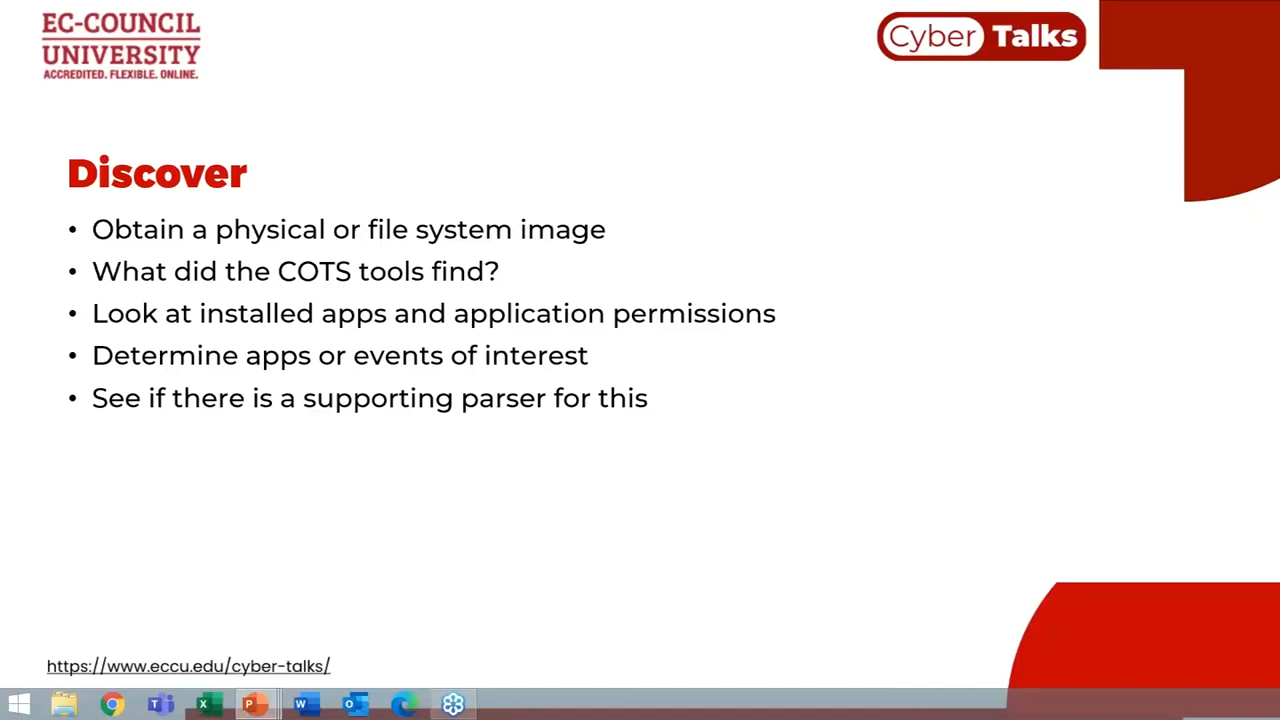 EC-COUNCIL
UNIVERSITY
ACCREDITED. FLEXIBLE. ONLINE.
Cyber Talks
Discover
• Obtain a physical or file system image
• What did the COTS tools find?
• Look at installed apps and application permissions
• Determine apps or events of interest
• See if there is a supporting parser for this
https://www.eccu.edu/cyber-talks/